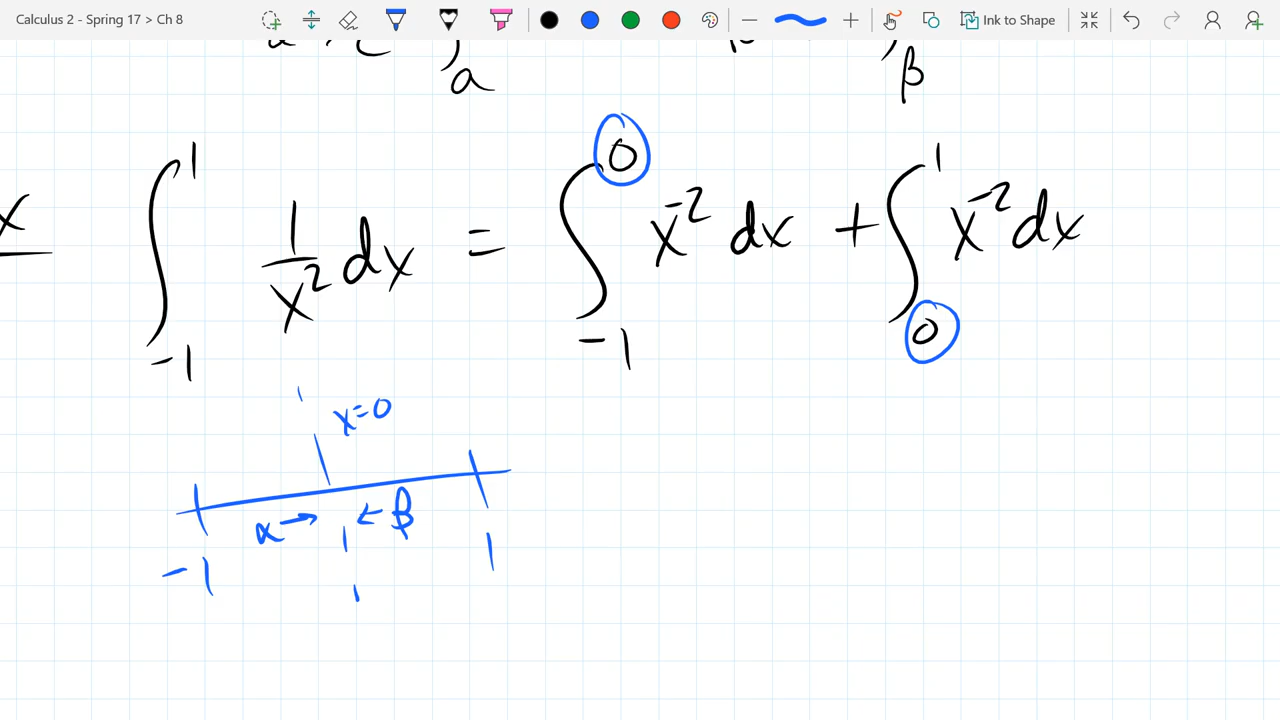 Calculus 2 - Spring 17 > Ch 8
Link to Shape
a
β
x
∫_{-1}^{1} 1/x² dx = ∫_{-1}^{0} x⁻² dx + ∫_{0}^{1} x⁻² dx
x=0
α → ← β
-1 1